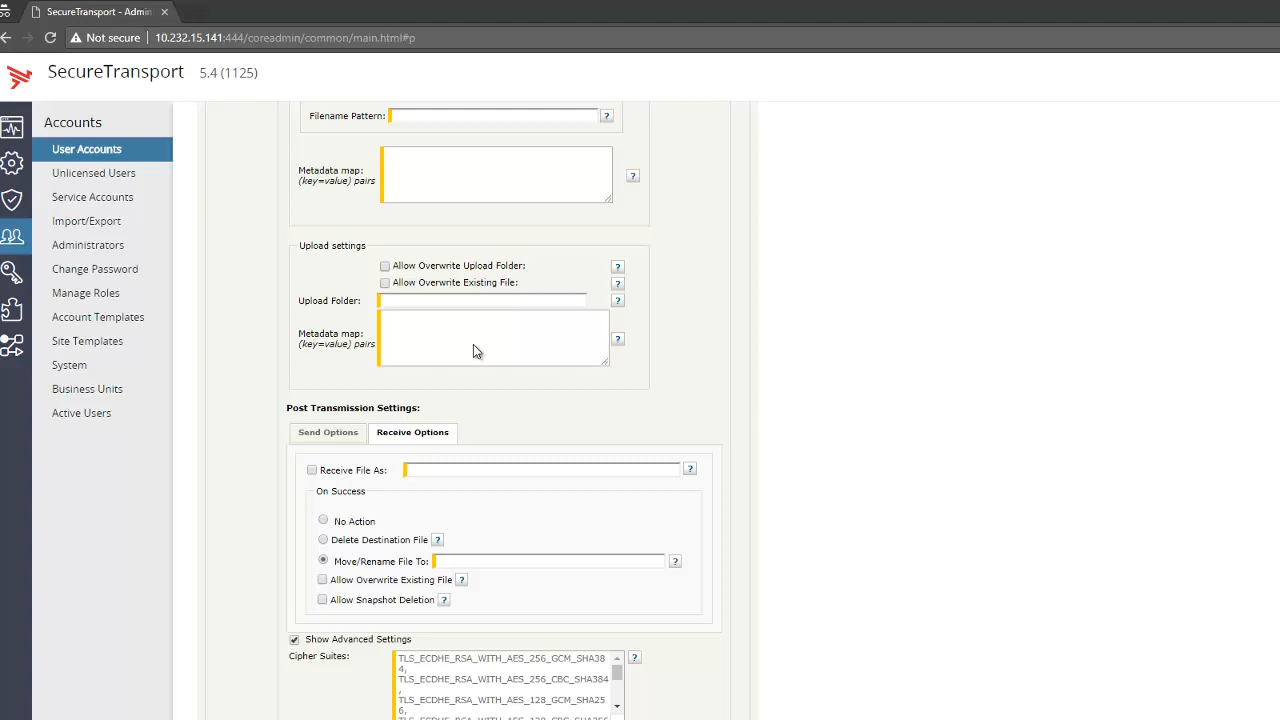 SecureTransport - Admin
Not secure
10.232.15.141:444/coreadmin/common/main.html#p
SecureTransport 5.4 (1125)
Accounts
User Accounts
Unlicensed Users
Service Accounts
Import/Export
Administrators
Change Password
Manage Roles
Account Templates
Site Templates
System
Business Units
Active Users
Filename Pattern: ?
Metadata map:
(key=value) pairs
?
Upload settings
Allow Overwrite Upload Folder: ?
Allow Overwrite Existing File: ?
Upload Folder: ?
Metadata map:
(key=value) pairs
?
Post Transmission Settings:
Send Options Receive Options
Receive File As: ?
On Success
No Action
Delete Destination File ?
Move/Rename File To: ?
Allow Overwrite Existing File ?
Allow Snapshot Deletion ?
Show Advanced Settings
Cipher Suites: ?
TLS_ECDHE_RSA_WITH_AES_256_GCM_SHA38
4,
TLS_ECDHE_RSA_WITH_AES_256_CBC_SHA384
,
TLS_ECDHE_RSA_WITH_AES_128_GCM_SHA25
6,